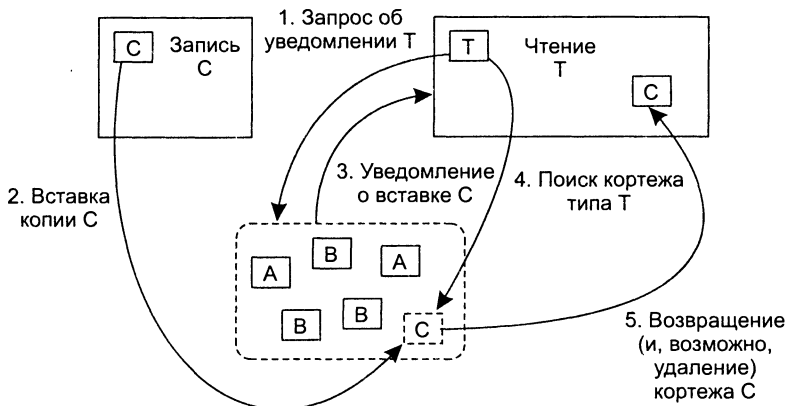 1. Запрос об
уведомлении Т
С
Запись
С
Т
Чтение
Т
С
2. Вставка
копии С
3. Уведомление
о вставке С
4. Поиск кортежа
типа Т
А
В
А
В
В
С
5. Возвращение
(и, возможно,
удаление)
кортежа С